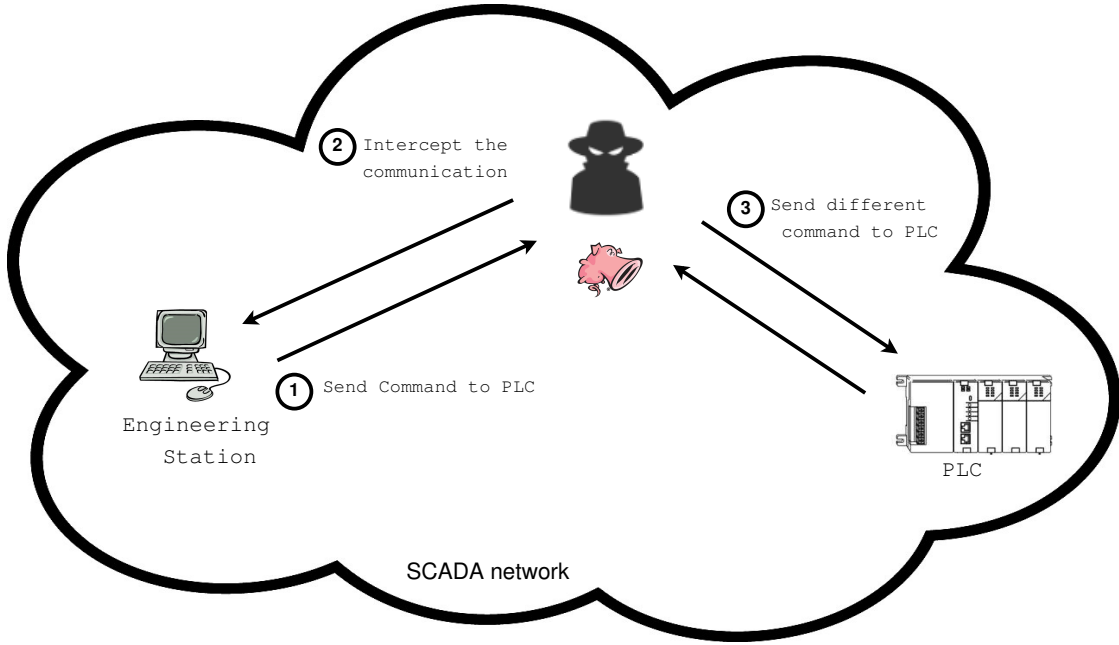 2 Intercept the
communication
3 Send different
command to PLC
1 Send Command to PLC
Engineering
Station
PLC
SCADA network